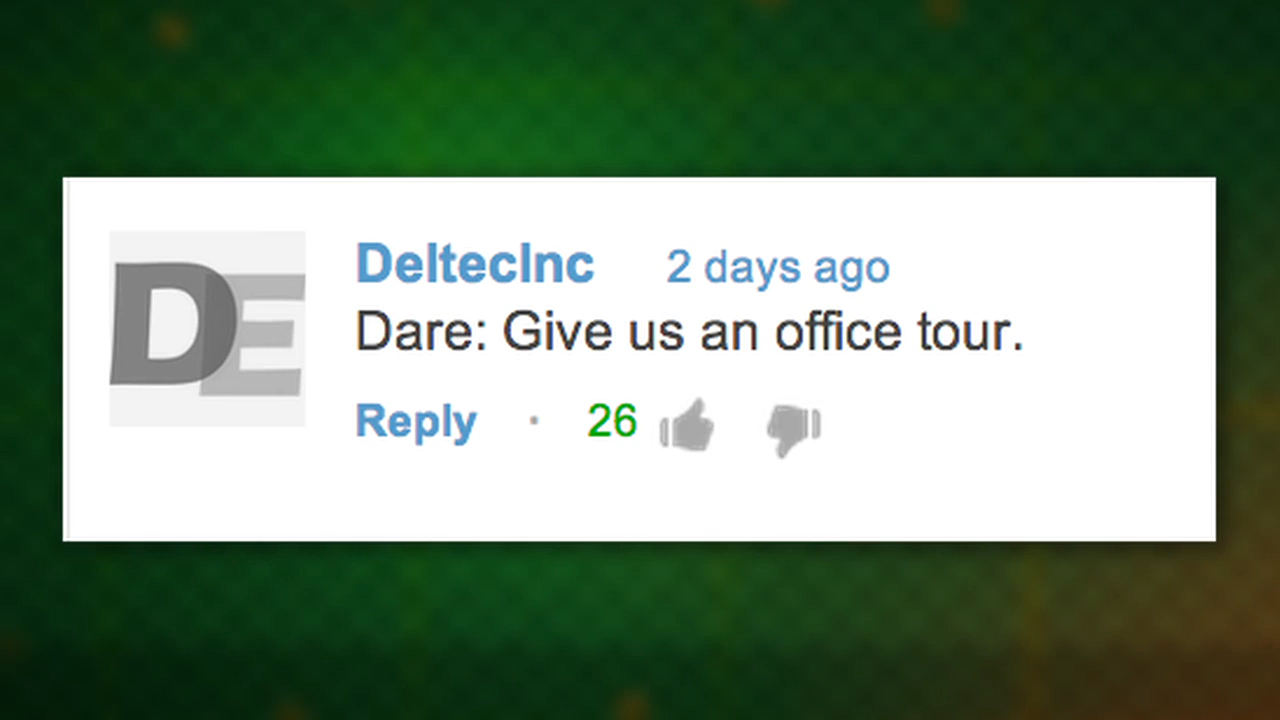 DE
DeltecInc 2 days ago
Dare: Give us an office tour.
Reply · 26